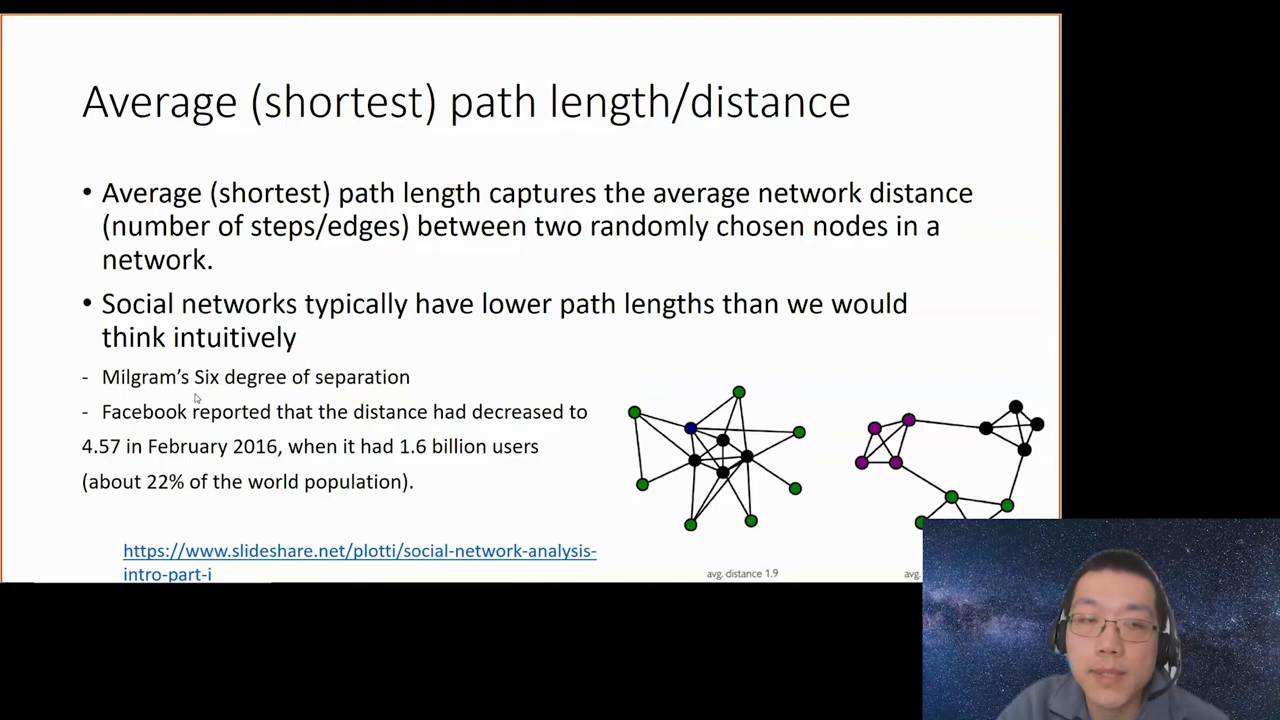 Average (shortest) path length/distance
• Average (shortest) path length captures the average network distance
(number of steps/edges) between two randomly chosen nodes in a
network.
• Social networks typically have lower path lengths than we would
think intuitively
- Milgram's Six degree of separation
- Facebook reported that the distance had decreased to
4.57 in February 2016, when it had 1.6 billion users
(about 22% of the world population).
https://www.slideshare.net/plotti/social-network-analysis-
intro-part-i
avg. distance 1.9
avg.